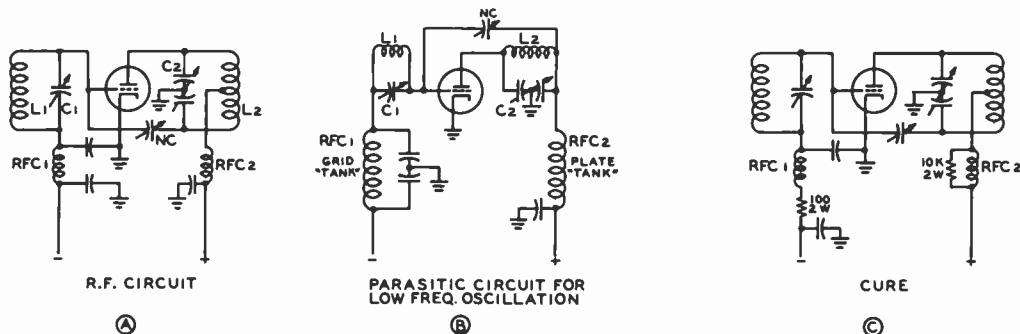 L1
C1
C2
L2
NC
RFC1
RFC2
-
+
R.F. CIRCUIT
A
NC
L1
L2
C1
C2
RFC1
GRID
"TANK"
RFC2
PLATE
"TANK"
-
+
PARASITIC CIRCUIT FOR
LOW FREQ. OSCILLATION
B
RFC1
100
2W
10K
2W
RFC2
-
+
CURE
C